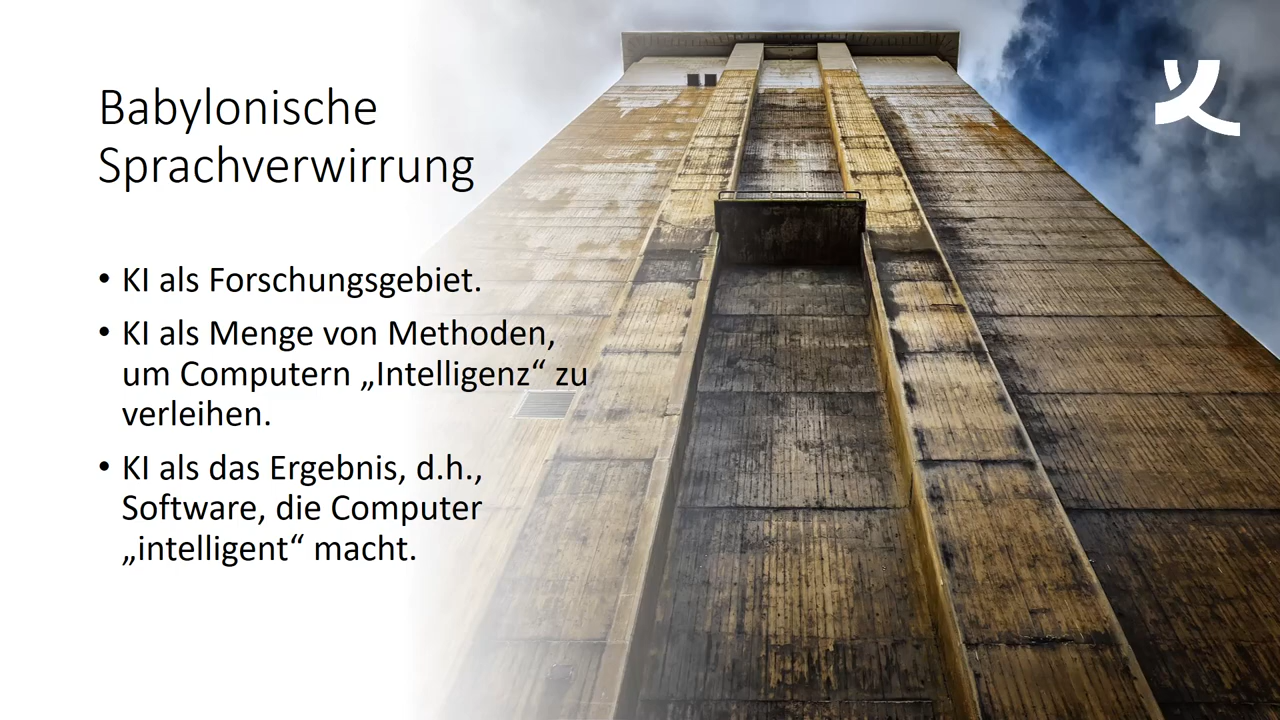 Babylonische
Sprachverwirrung
• KI als Forschungsgebiet.
• KI als Menge von Methoden,
um Computern „Intelligenz“ zu
verleihen.
• KI als das Ergebnis, d.h.,
Software, die Computer
„intelligent“ macht.